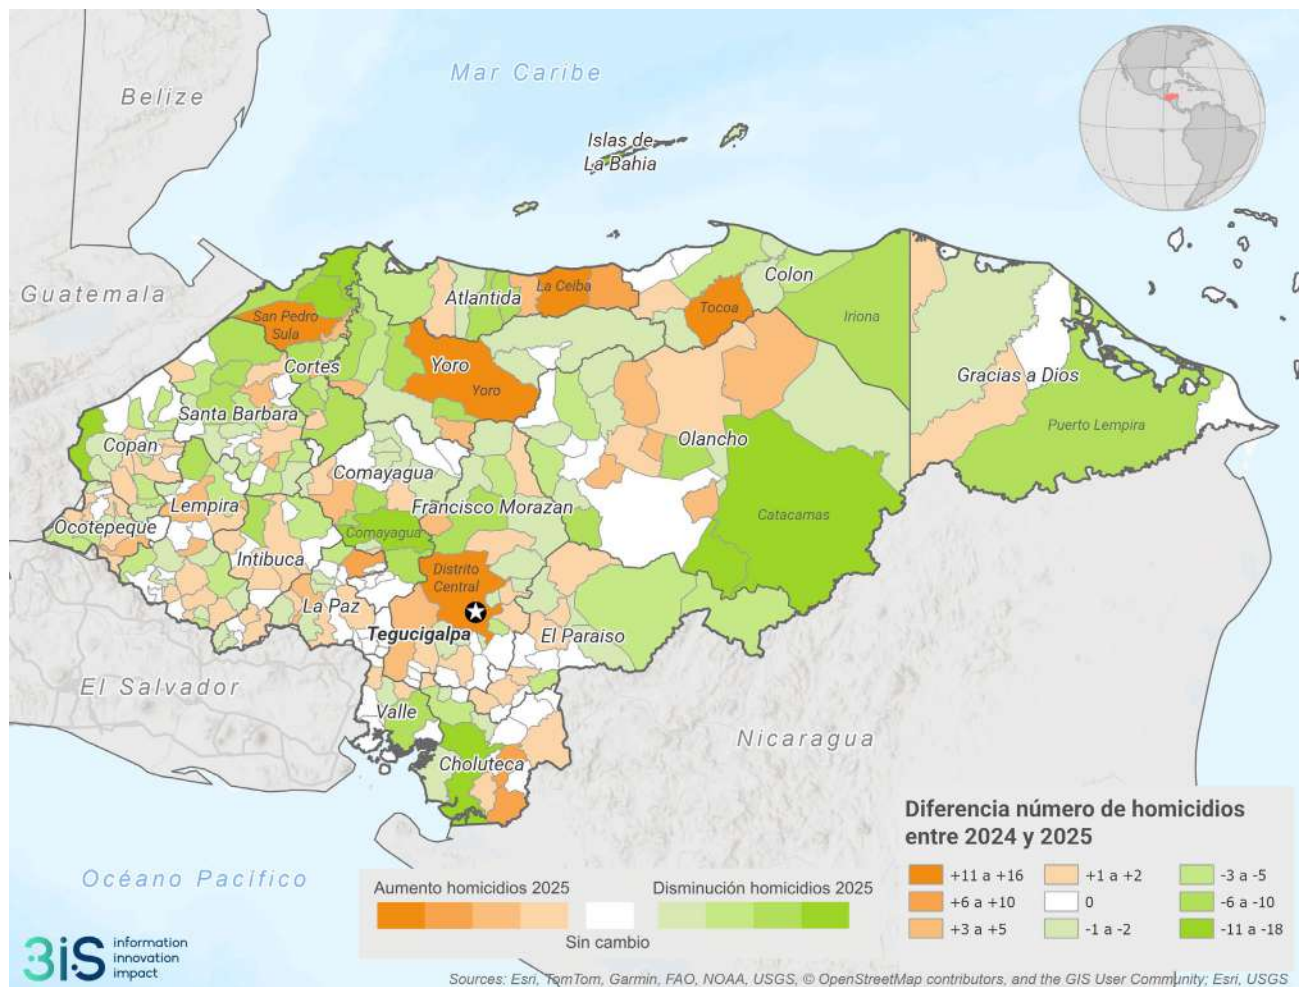 Mar Caribe
Belize
Islas de
La Bahia
Guatemala
Colon
La Ceiba
Atlantida
Tocoa
San Pedro
Sula
Iriona
Yoro
Cortes
Gracias a Dios
Yoro
Santa Barbara
Puerto Lempira
Copan
Olancho
Comayagua
Lempira
Francisco Morazan
Catacamas
Ocotepeque
Comayagua
Intibuca
Distrito
Central
La Paz
Tegucigalpa
El Paraiso
El Salvador
Valle
Nicaragua
Choluteca
Océano Pacífico
Diferencia número de homicidios
entre 2024 y 2025
+11 a +16
+1 a +2
-3 a -5
+6 a +10
0
-6 a -10
+3 a +5
-1 a -2
-11 a -18
Aumento homicidios 2025
Disminución homicidios 2025
Sin cambio
3iS
information
innovation
impact
Sources: Esri, TomTom, Garmin, FAO, NOAA, USGS, © OpenStreetMap contributors, and the GIS User Community; Esri, USGS